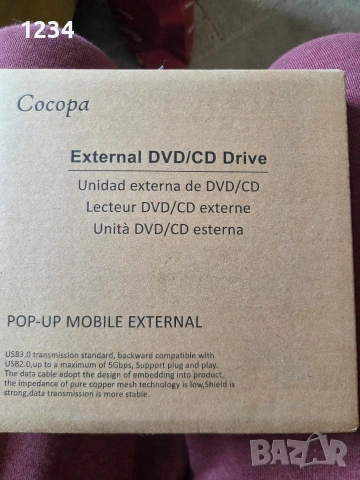 1234
Cocopa
External DVD/CD Drive
Unidad externa de DVD/CD
Lecteur DVD/CD externe
Unità DVD/CD esterna
POP-UP MOBILE EXTERNAL
USB3.0 transmission standard, backward compatible with
USB2.0,up to a maximum of 5Gbps, Support plug and play.
The data cable adopt the design of embedding into product,
the impedance of pure copper mesh technology is low,Shield is
strong,data transmission is more stable.
BAZAR